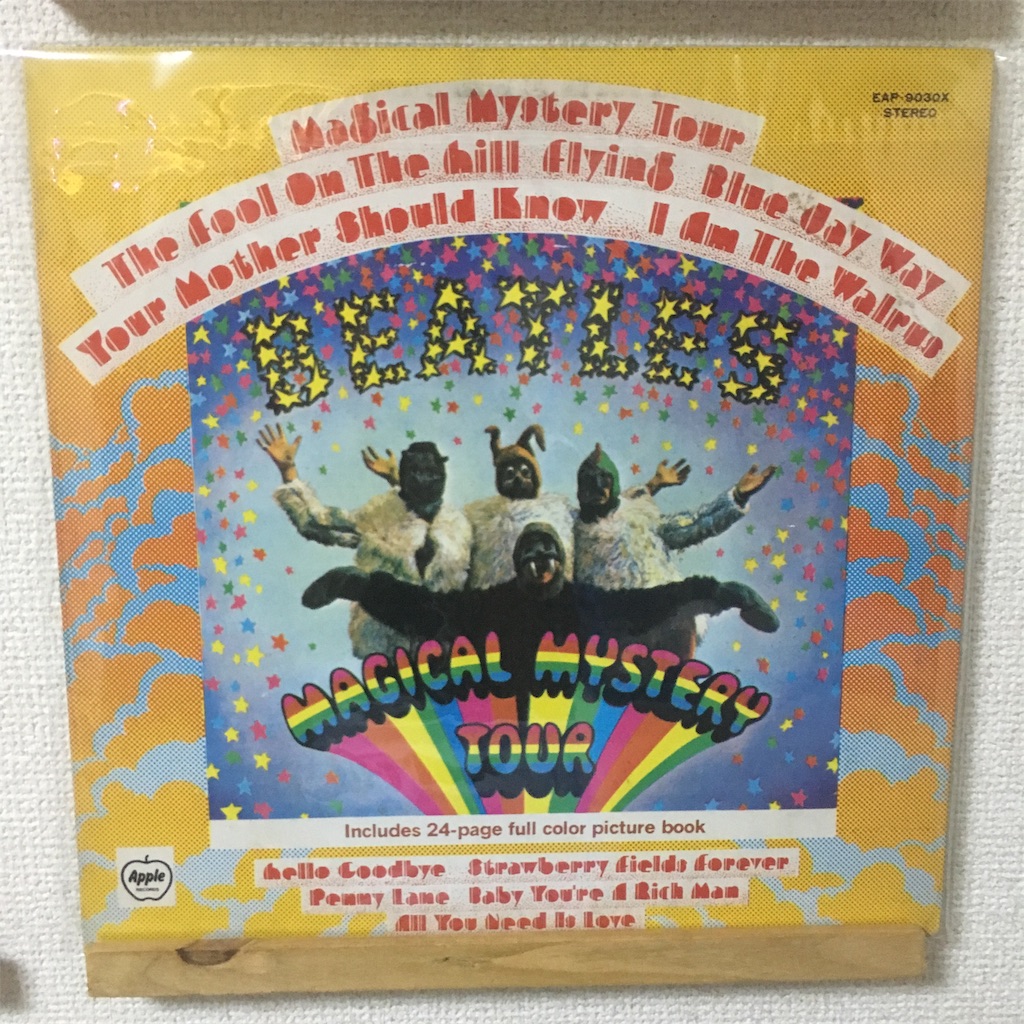 EAP-9030X
STEREO
Magical Mystery Tour
The Fool On The Hill Flying Blue Jay Way
Your Mother Should Know I Am The Walrus
BEATLES
MAGICAL MYSTERY
TOUR
Includes 24-page full color picture book
Hello Goodbye Strawberry Fields Forever
Penny Lane Baby You're A Rich Man
All You Need Is Love
Apple
RECORDS